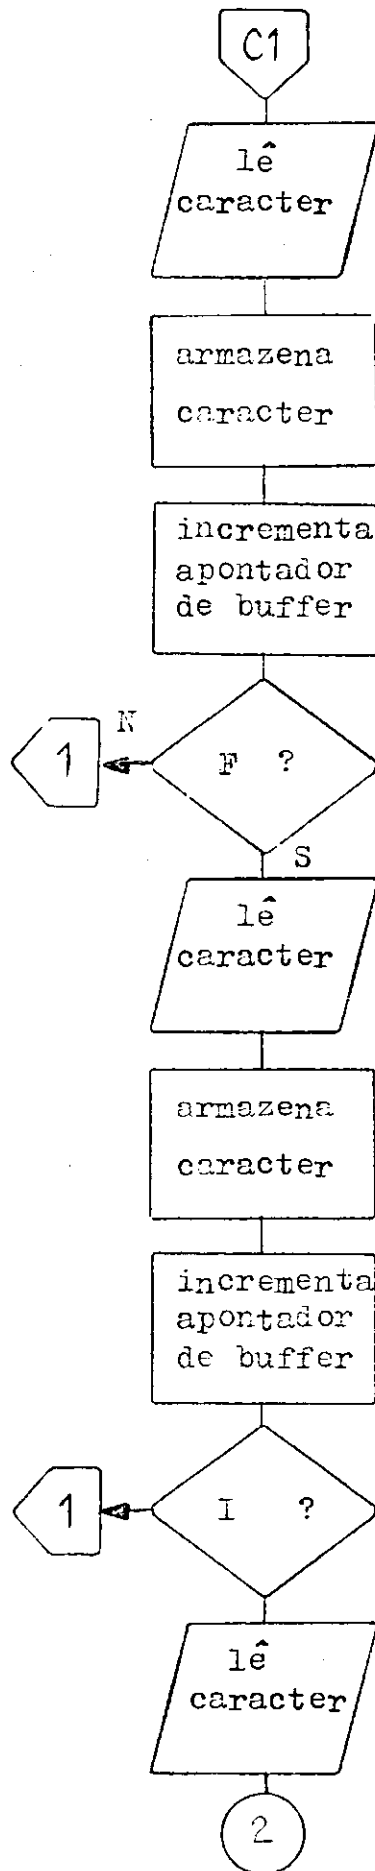 C1
lê
caracter
armazena
caracter
incrementa
apontador
de buffer
N
1
F ?
S
lê
caracter
armazena
caracter
incrementa
apontador
de buffer
1
I ?
lê
caracter
2